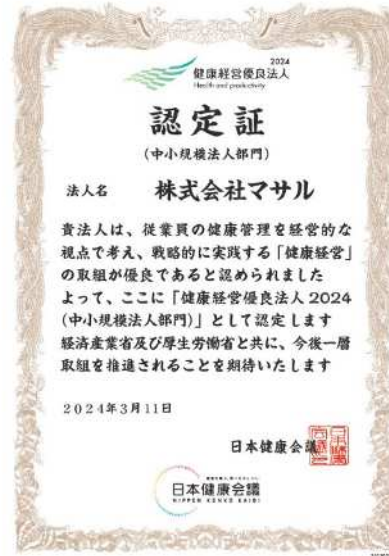 2024
健康経営優良法人
Health and productivity
認定証
(中小規模法人部門)
法人名 株式会社マサル
貴法人は、従業員の健康管理を経営的な
視点で考え、戦略的に実践する「健康経営」
の取組が優良であると認められました
よって、ここに「健康経営優良法人2024
(中小規模法人部門)」として認定します
経済産業省及び厚生労働省と共に、今後一層
取組を推進されることを期待いたします
2024年3月11日
日本健康会議
日本健康会議
NIPPON KENKO KAIGI